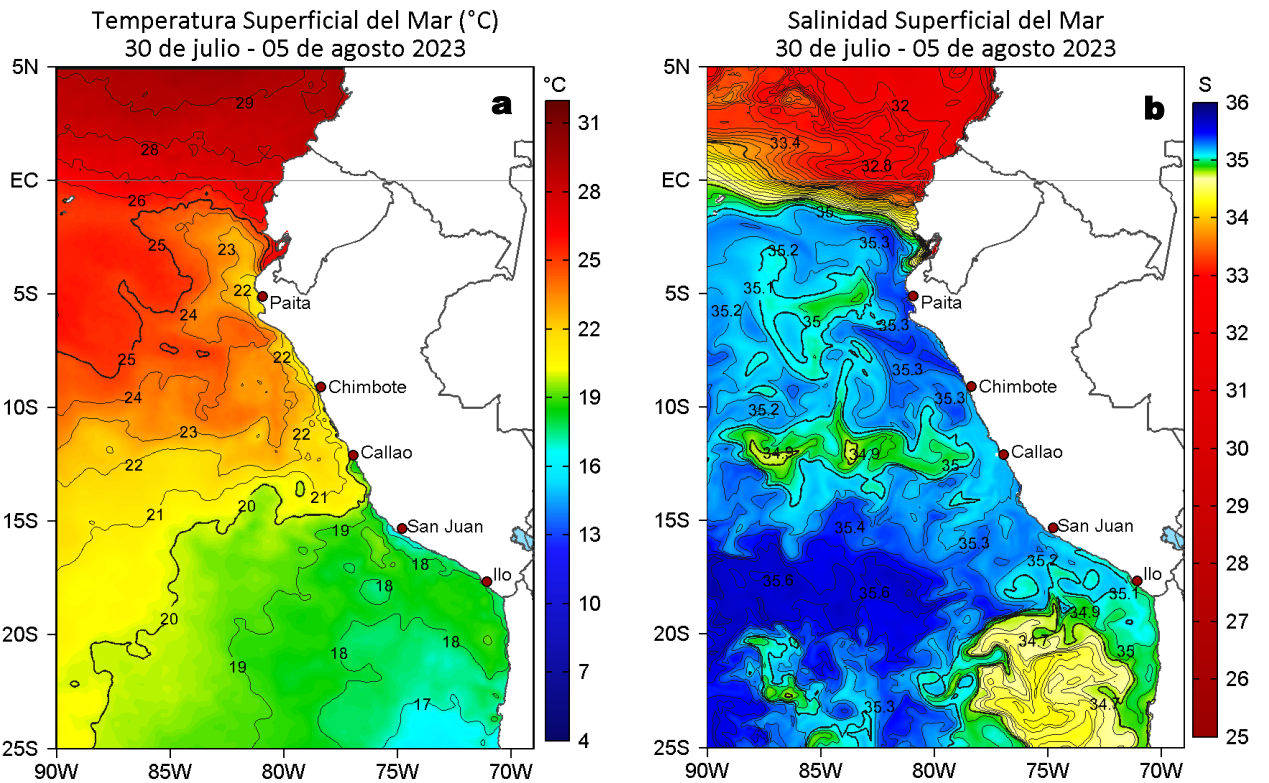 Temperatura Superficial del Mar (°C)
30 de julio - 05 de agosto 2023
5N
EC
5S
10S
15S
20S
25S
90W
85W
80W
75W
70W
a
°C
31
28
25
22
19
16
13
10
7
4
29
28
26
25
23
22
24
25
22
24
23
22
22
21
21
20
19
18
18
20
18
18
19
17
Paita
Chimbote
Callao
San Juan
Ilo
Salinidad Superficial del Mar
30 de julio - 05 de agosto 2023
5N
EC
5S
10S
15S
20S
25S
90W
85W
80W
75W
70W
b
S
36
35
34
33
32
31
30
29
28
27
26
25
32
33.4
32.8
35
35.3
35.2
35.1
35.2
35
35.3
35.3
35.3
35.2
34.9
34.9
35
35.4
35.3
35.2
35.6
35.6
35.1
34.9
34.7
35
34.7
35.3
Paita
Chimbote
Callao
San Juan
Ilo